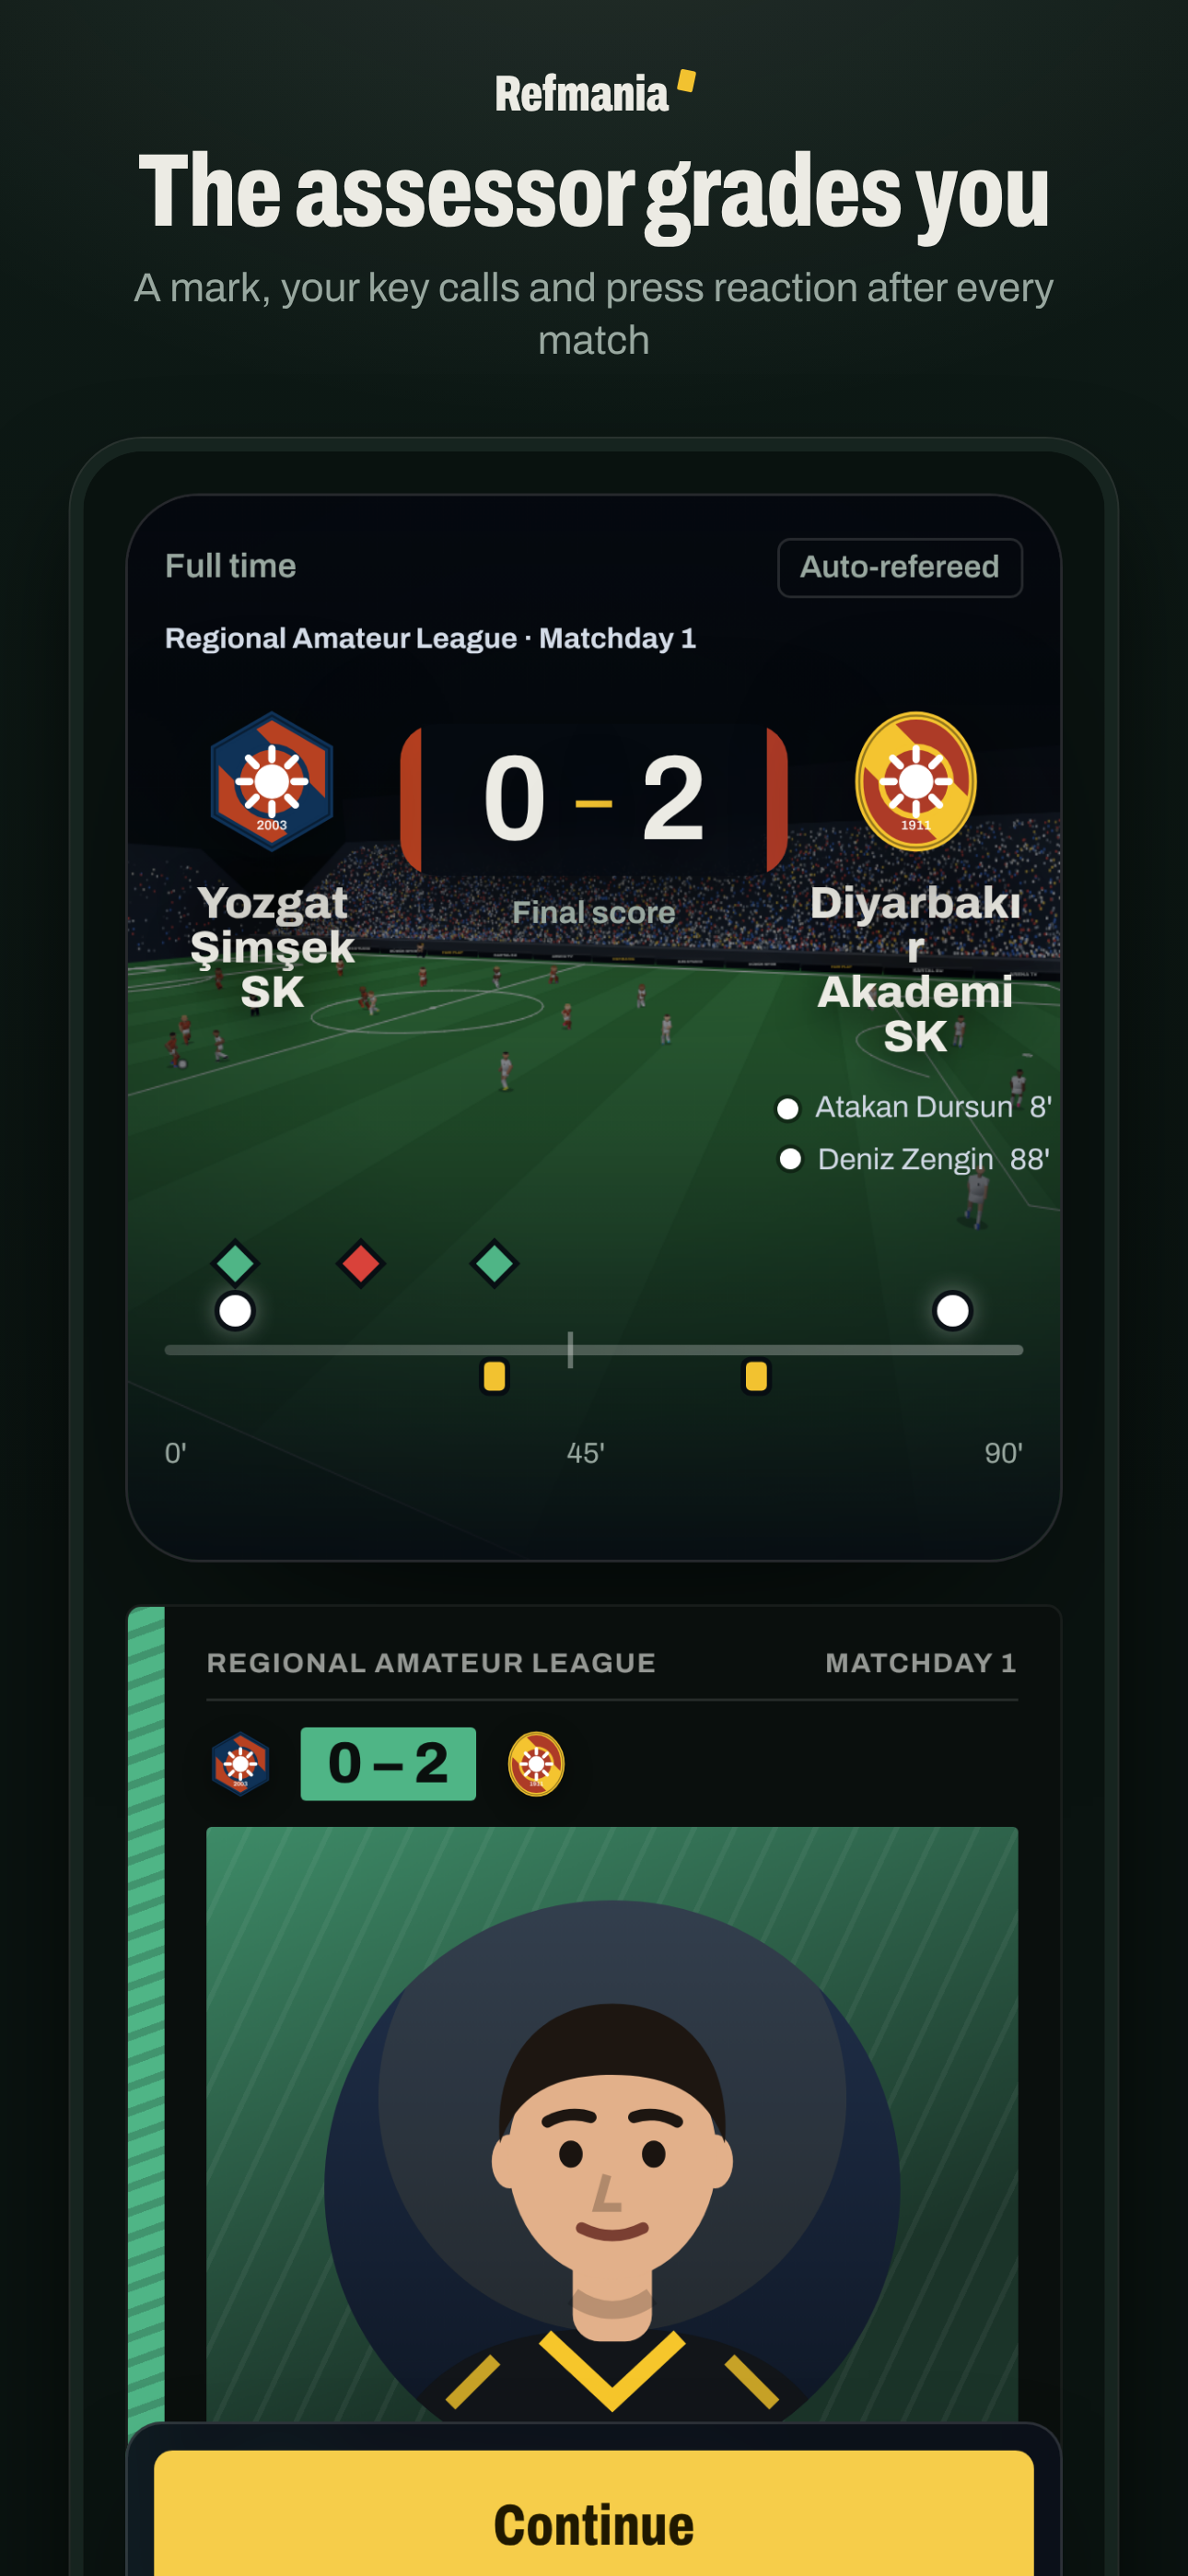 Refmania
The assessor grades you
A mark, your key calls and press reaction after every
match
Full time
Auto-refereed
Regional Amateur League · Matchday 1
2003
0 – 2
1911
Yozgat
Şimşek
SK
Final score
Diyarbakı
r
Akademi
SK
Atakan Dursun 8'
Deniz Zengin 88'
0'
45'
90'
REGIONAL AMATEUR LEAGUE
MATCHDAY 1
2003
0 – 2
1911
Continue